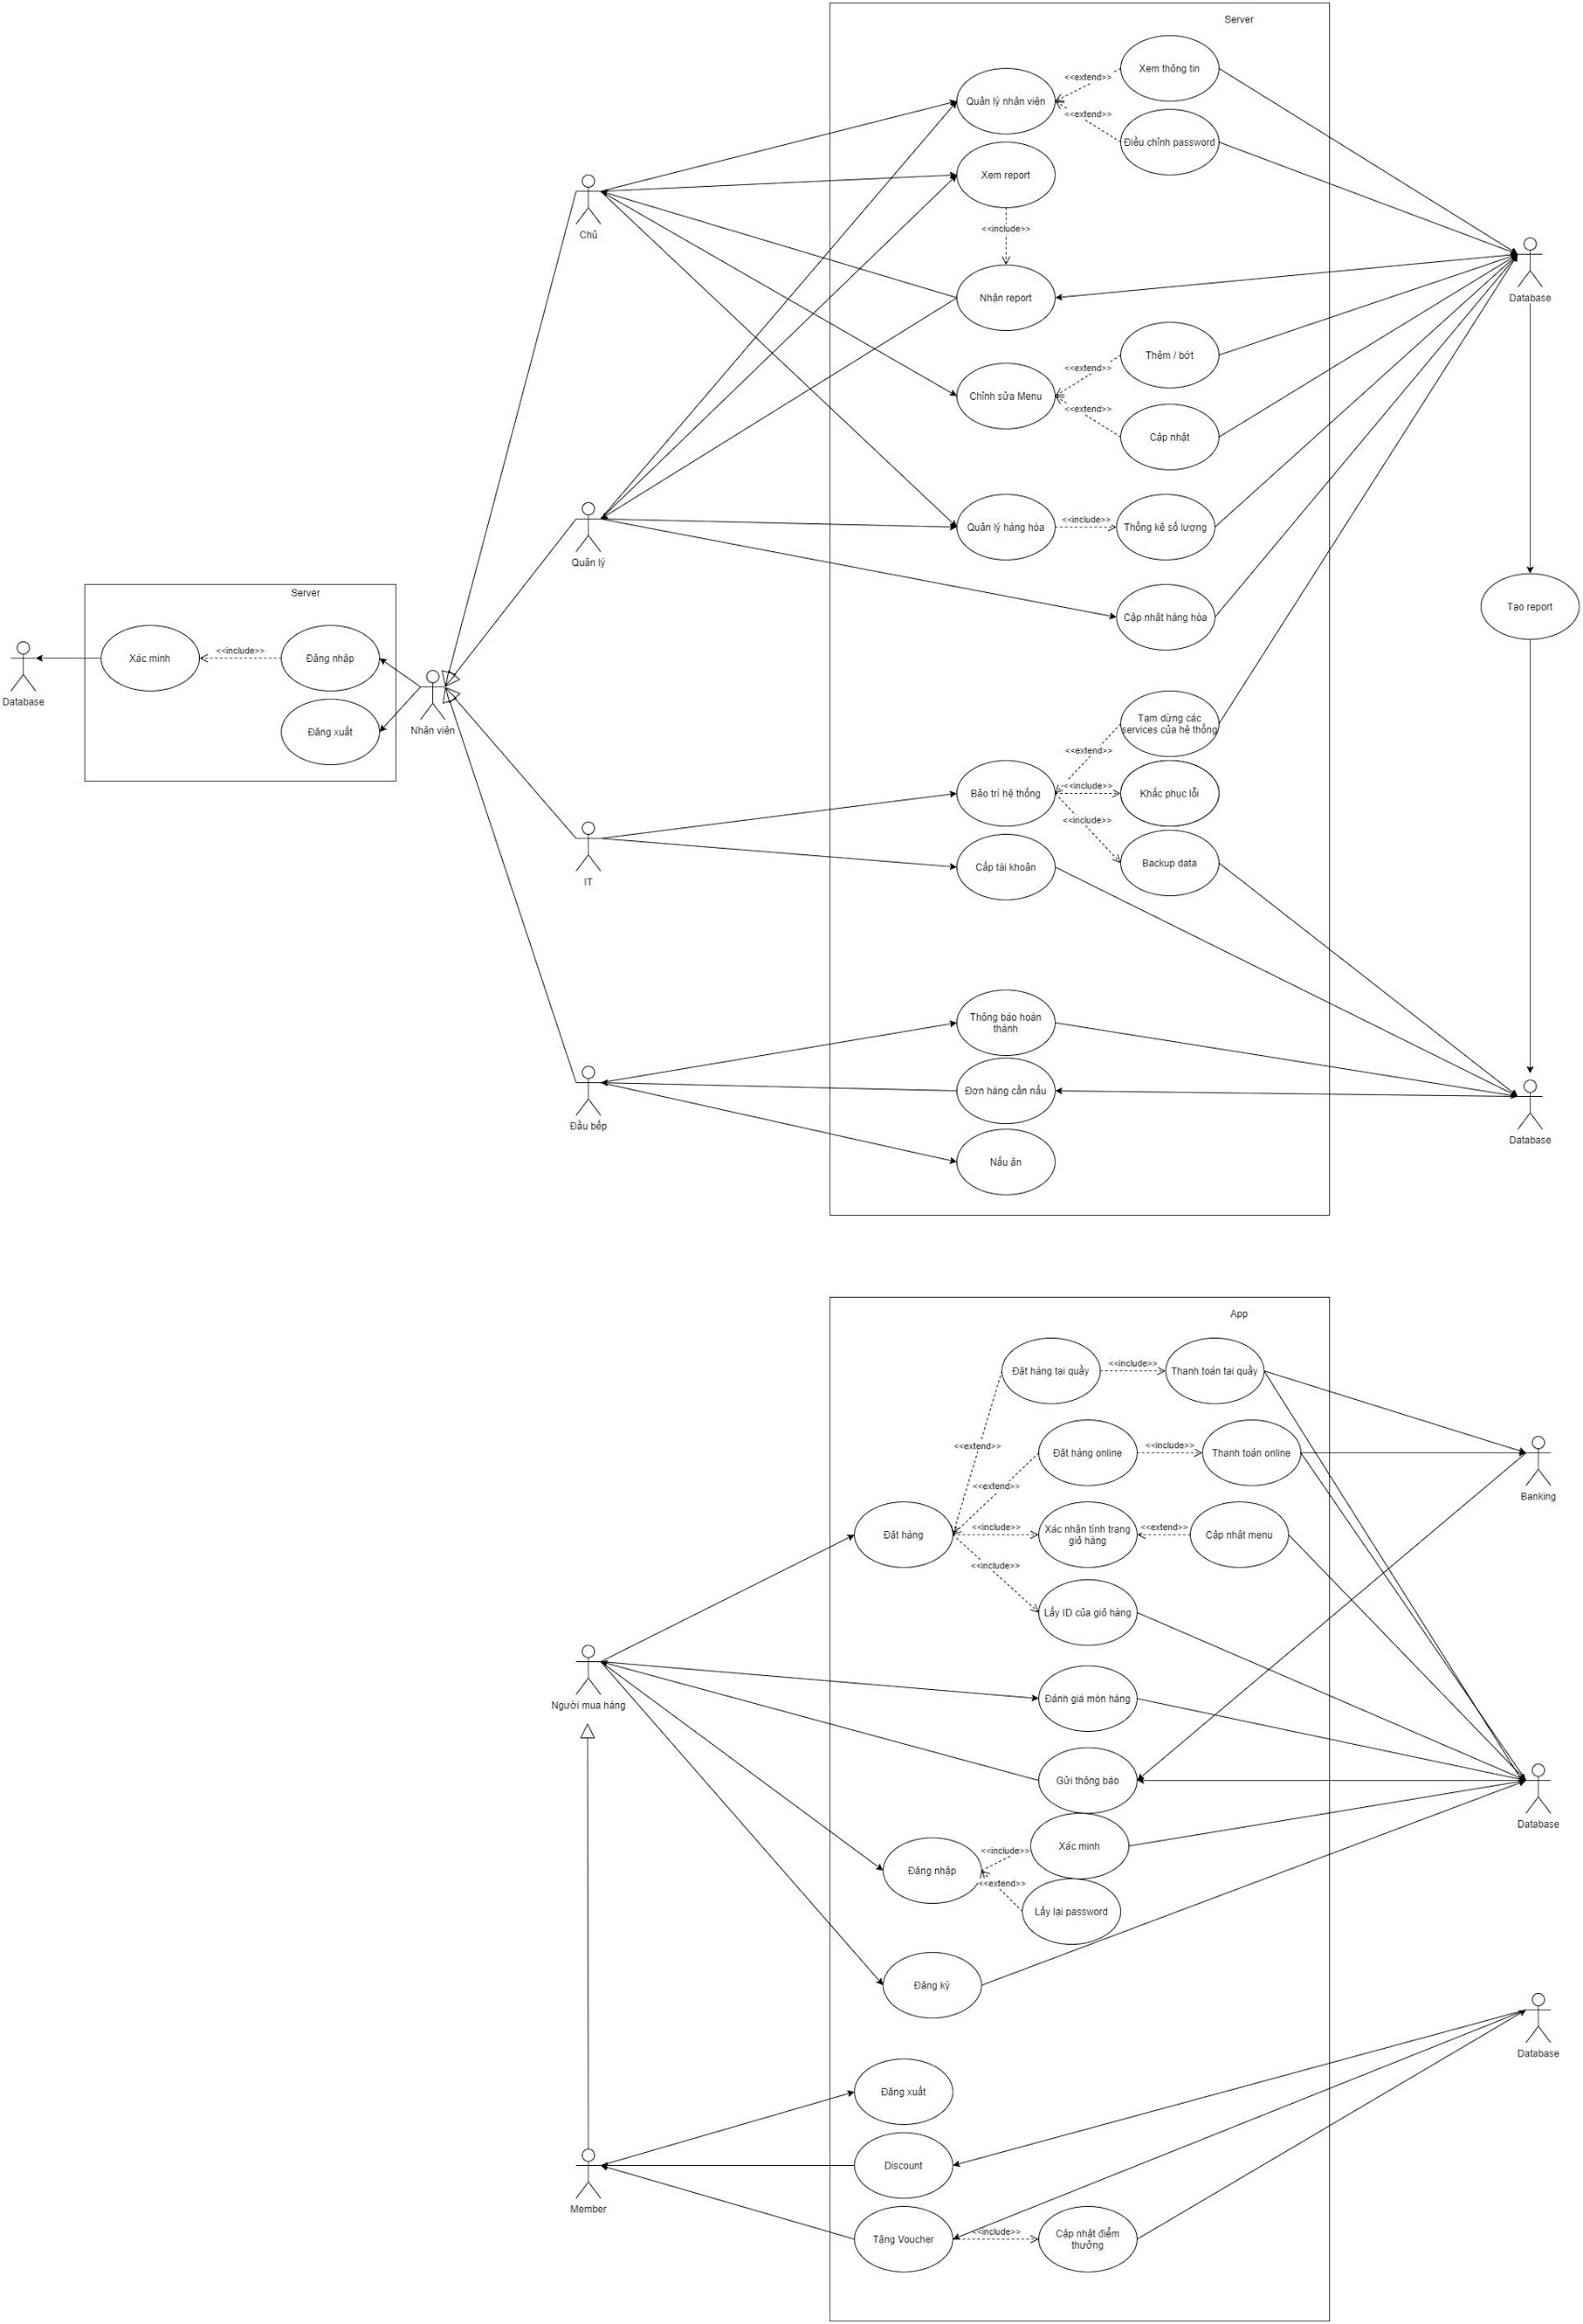 Server
Xem thông tin
<<extend>>
Quản lý nhân viên
<<extend>>
Điều chỉnh password
Xem report
Chủ
<<include>>
Nhận report
Database
Thêm / bớt
<<extend>>
Chỉnh sửa Menu
<<extend>>
Cập nhật
Quản lý hàng hóa
<<include>>
Thống kê số lượng
Quản lý
Server
Tạo report
Cập nhật hàng hóa
Xác minh
<<include>>
Đăng nhập
Database
Đăng xuất
Nhân viên
Tạm dừng các
services của hệ thống
<<extend>>
Bảo trì hệ thống
<<include>>
Khắc phục lỗi
<<include>>
Backup data
Cấp tài khoản
IT
Thông báo hoàn
thành
Đơn hàng cần nấu
Đầu bếp
Database
Nấu ăn
App
Đặt hàng tại quầy
<<include>>
Thanh toán tại quầy
<<extend>>
Đặt hàng online
<<include>>
Thanh toán online
<<extend>>
Banking
Đặt hàng
<<include>>
Xác nhận tình trạng
giỏ hàng
<<extend>>
Cập nhật menu
<<include>>
Lấy ID của giỏ hàng
Người mua hàng
Đánh giá món hàng
Gửi thông báo
Database
Xác minh
<<include>>
Đăng nhập
<<extend>>
Lấy lại password
Đăng ký
Database
Đăng xuất
Discount
Member
Tặng Voucher
<<include>>
Cập nhật điểm
thưởng